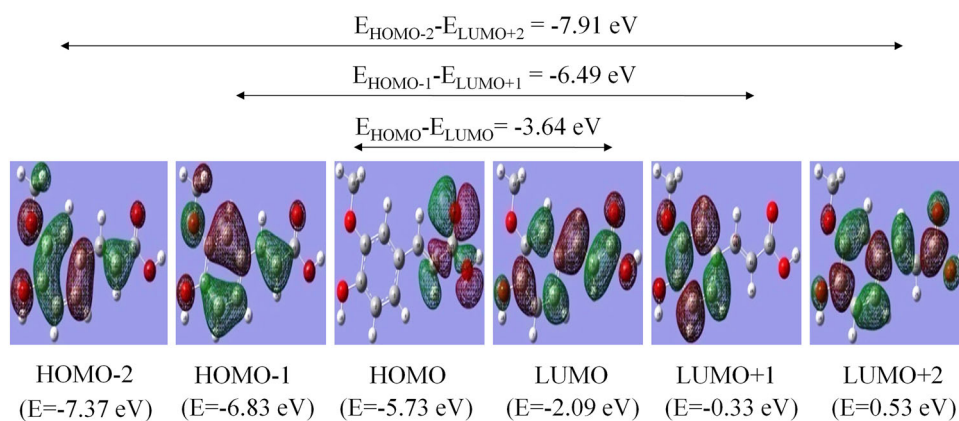 E_HOMO-2-E_LUMO+2 = -7.91 eV
E_HOMO-1-E_LUMO+1 = -6.49 eV
E_HOMO-E_LUMO= -3.64 eV
HOMO-2 HOMO-1 HOMO LUMO LUMO+1 LUMO+2
(E=-7.37 eV) (E=-6.83 eV) (E=-5.73 eV) (E=-2.09 eV) (E=-0.33 eV) (E=0.53 eV)